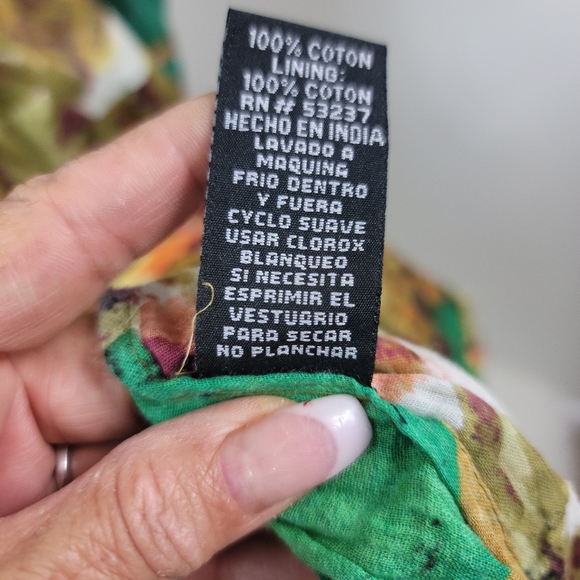 100% COTON
LINING:
100% COTON
RN# 53237
HECHO EN INDIA
LAVADO A
MAQUINA
FRIO DENTRO
Y FUERA
CYCLO SUAVE
USAR CLOROX
BLANQUEO
SI NECESITA
ESPRIMIR EL
VESTUARIO
PARA SECAR
NO PLANCHAR